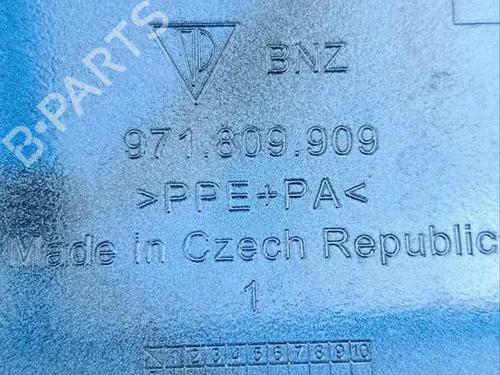 B-PARTS
BNZ
971.809.909
>PPE+PA<
Made in Czech Republic
1
1 2 3 4 5 6 7 8 9 10